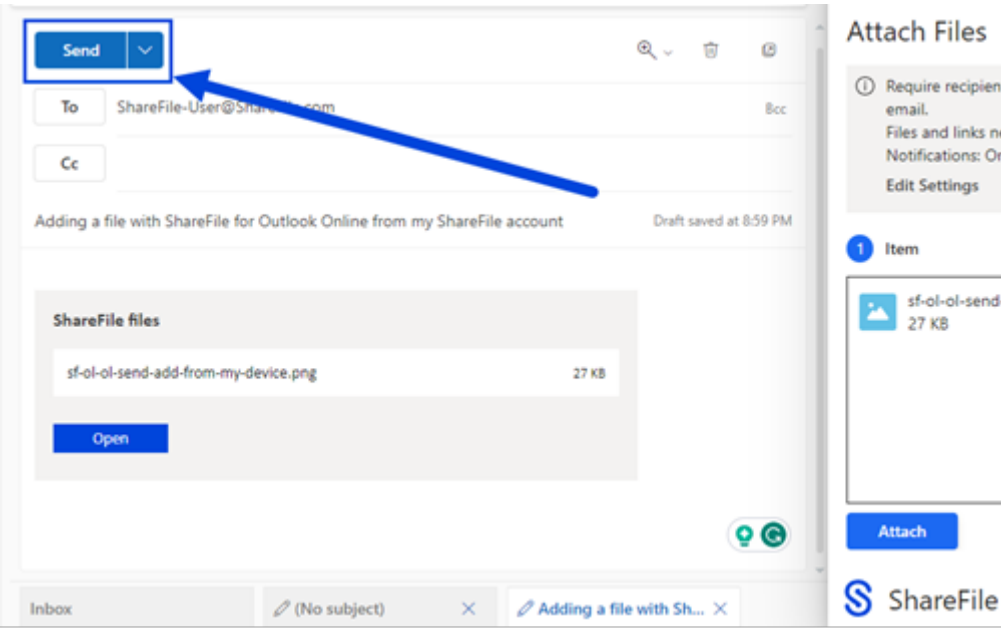 Send
To
ShareFile-User@ShareFile.com
Bcc
Cc
Adding a file with ShareFile for Outlook Online from my ShareFile account
Draft saved at 8:59 PM
ShareFile files
sf-ol-ol-send-add-from-my-device.png
27 KB
Open
Inbox
(No subject)
Adding a file with Sh...
Attach Files
Require recipien
email.
Files and links n
Notifications: Or
Edit Settings
1 Item
sf-ol-ol-send
27 KB
Attach
ShareFile